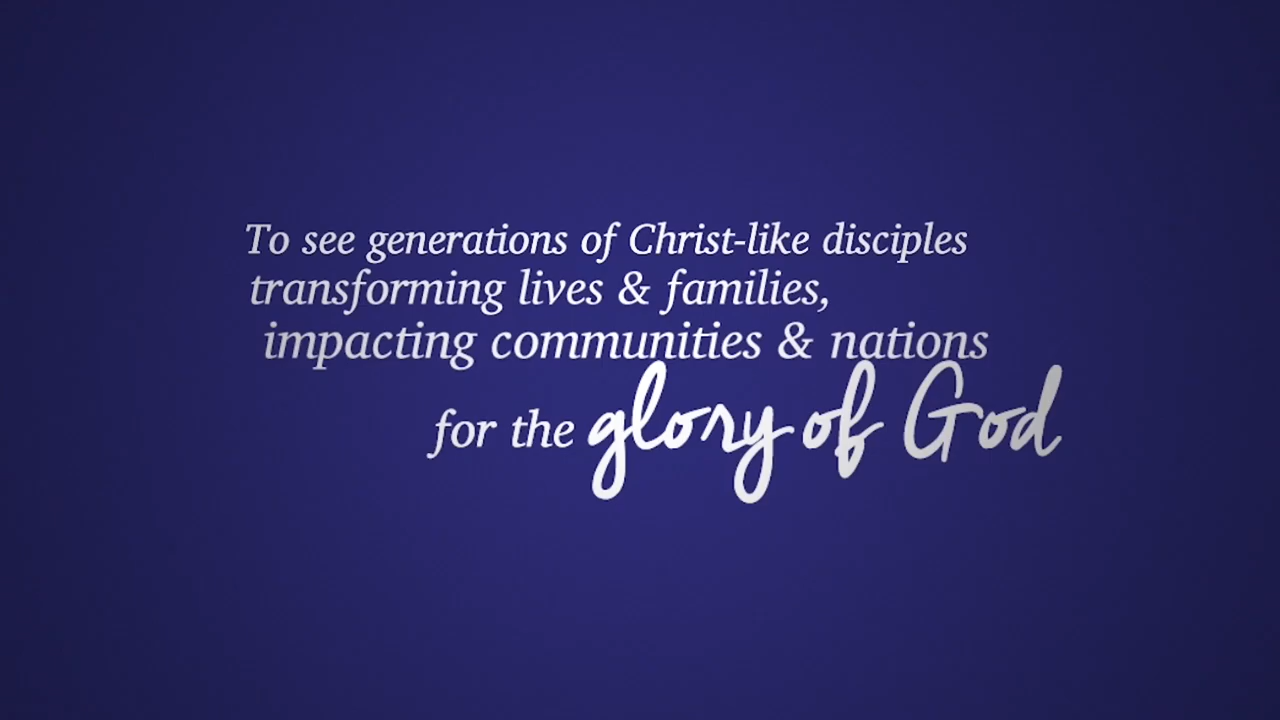 To see generations of Christ-like disciples
transforming lives & families,
impacting communities & nations
for the glory of God